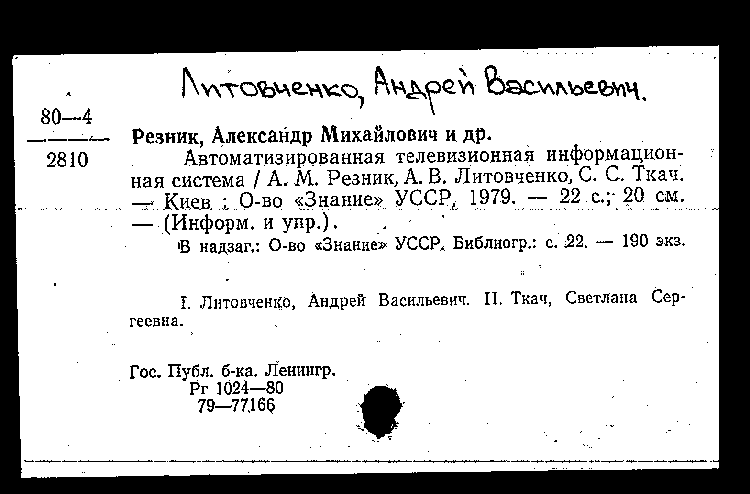 Литовченко, Андрей Васильевич.
80—4
2810
Резник, Александр Михайлович и др.
Автоматизированная телевизионная информацион-
ная система / А. М. Резник, А. В. Литовченко, С. С. Ткач.
— Киев : О-во «Знание» УССР, 1979. — 22 с.; 20 см.
— (Информ. и упр.).
В надзаг.: О-во «Знание» УССР. Библиогр.: с. 22. — 190 экз.
I. Литовченко, Андрей Васильевич. II. Ткач, Светлана Сер-
геевна.
Гос. Публ. б-ка. Ленингр.
Рг 1024—80
79—77166